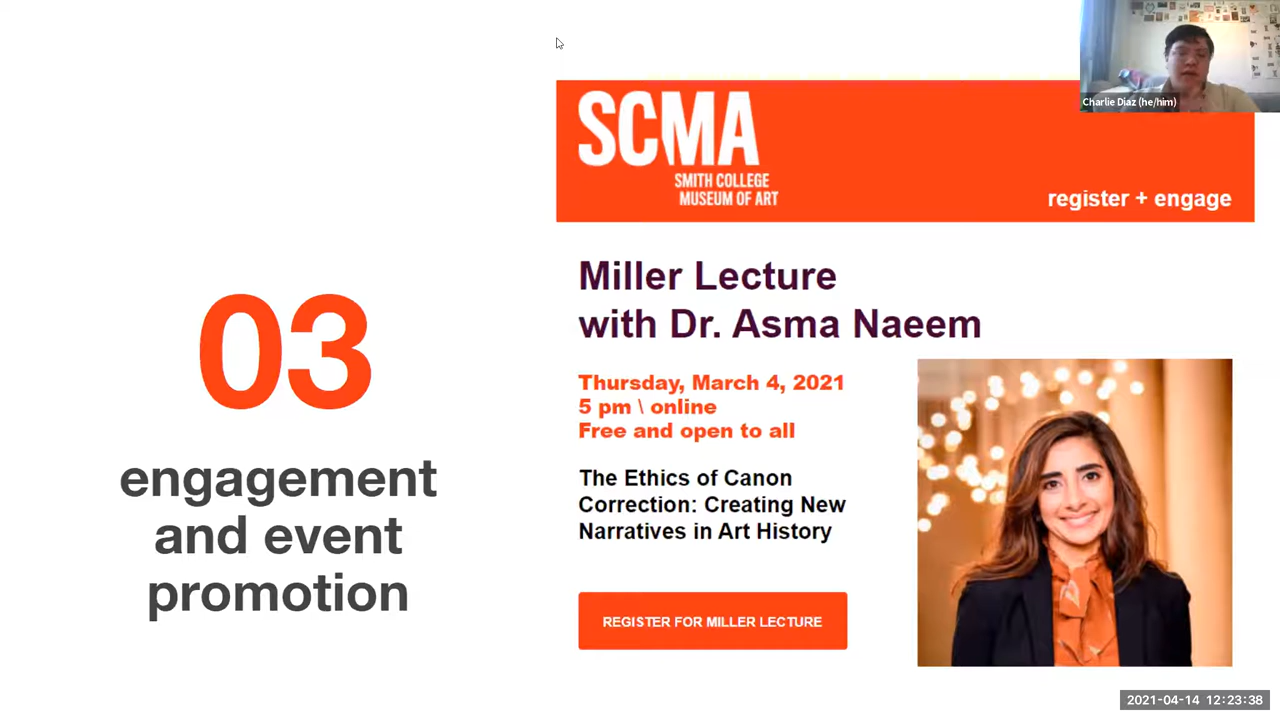 03
engagement
and event
promotion
SCMA
SMITH COLLEGE
MUSEUM OF ART
register + engage
Miller Lecture
with Dr. Asma Naeem
Thursday, March 4, 2021
5 pm \ online
Free and open to all
The Ethics of Canon
Correction: Creating New
Narratives in Art History
REGISTER FOR MILLER LECTURE
Charlie Diaz (he/him)
2021-04-14 12:23:38